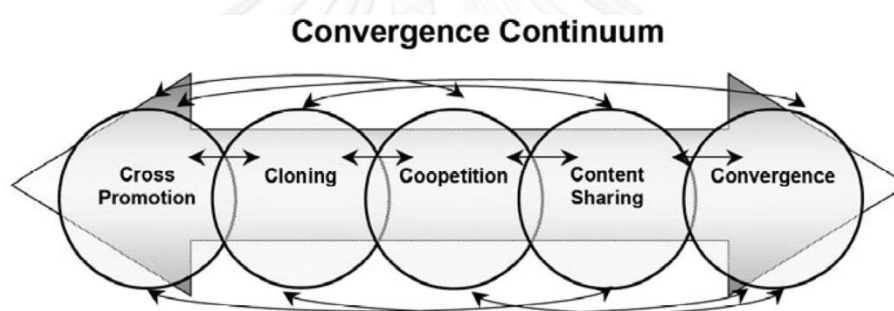 Convergence Continuum
Cross
Promotion
Cloning
Coopetition
Content
Sharing
Convergence